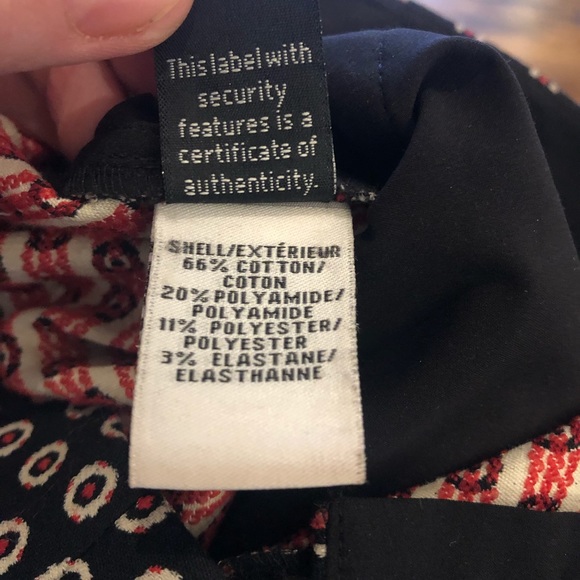 This label with
security
features is a
certificate of
authenticity.
SHELL/EXTÉRIEUR
66% COTTON/
COTON
20% POLYAMIDE/
POLYAMIDE
11% POLYESTER/
POLYESTER
3% ELASTANE/
ELASTHANNE